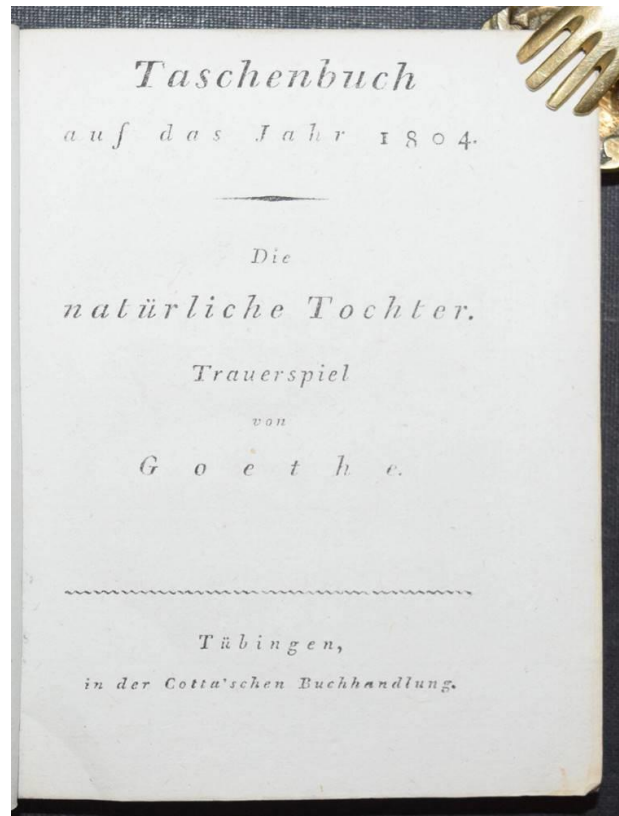 Taschenbuch
auf das Jahr 1804.
Die
natürliche Tochter.
Trauerspiel
von
Goethe.
Tübingen,
in der Cotta'schen Buchhandlung.